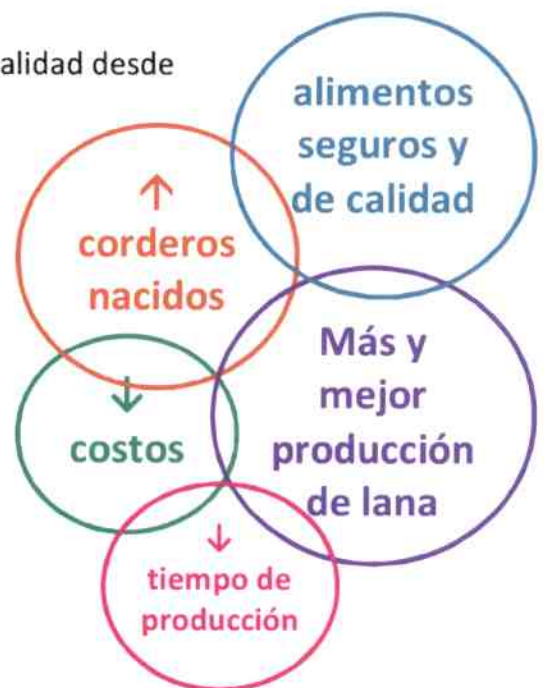 alidad desde
alimentos
seguros y
de calidad
↑
corderos
nacidos
Más y
mejor
producción
de lana
↓
costos
↓
tiempo de
producción